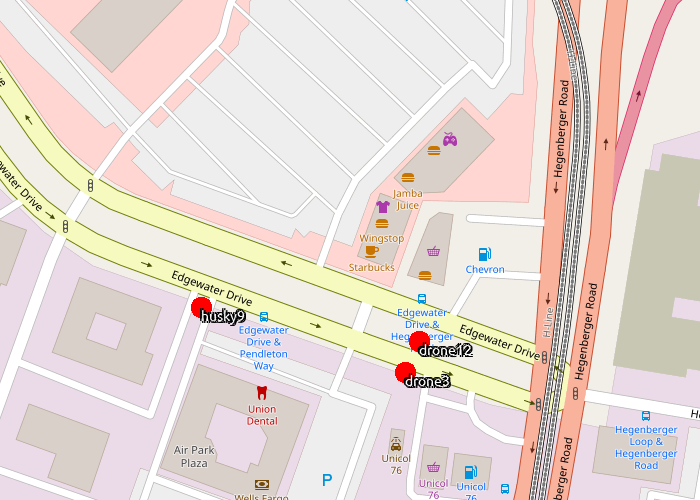 H-Line
Hegenberger Road
Jamba
Juice
Wingstop
Starbucks
Chevron
Edgewater Drive
Edgewater Drive
husky9
Edgewater
Drive &
Pendleton
Way
Edgewater
Drive &
Hegenberger
Edgewater Drive
H-Line
Hegenberger Road
drone12
drone3
Union
Dental
Air Park
Plaza
Wells Fargo
P
Unicol
76
Unicol
76
Unicol
76
Hegenberger
Loop &
Hegenberger
Road